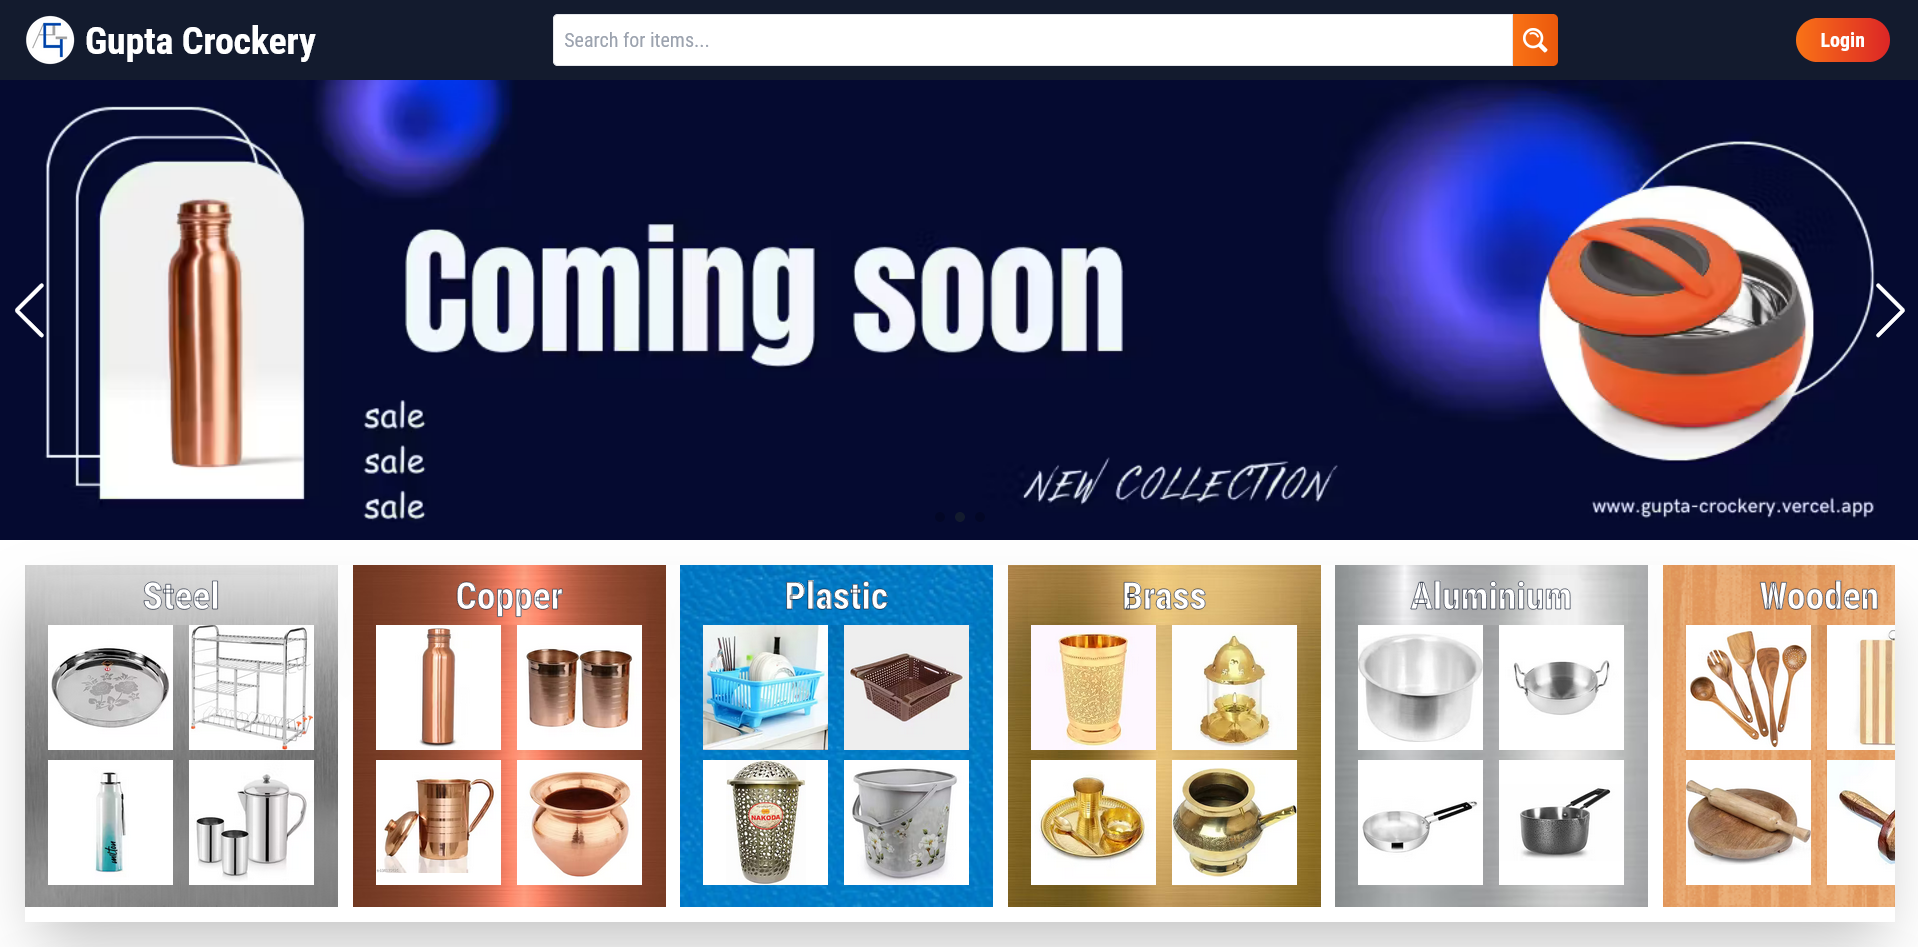 Gupta Crockery
Search for items...
Login
Coming soon
sale
sale
sale
NEW COLLECTION
www.gupta-crockery.vercel.app
Steel
Copper
Plastic
Brass
Aluminium
Wooden
NAKODA